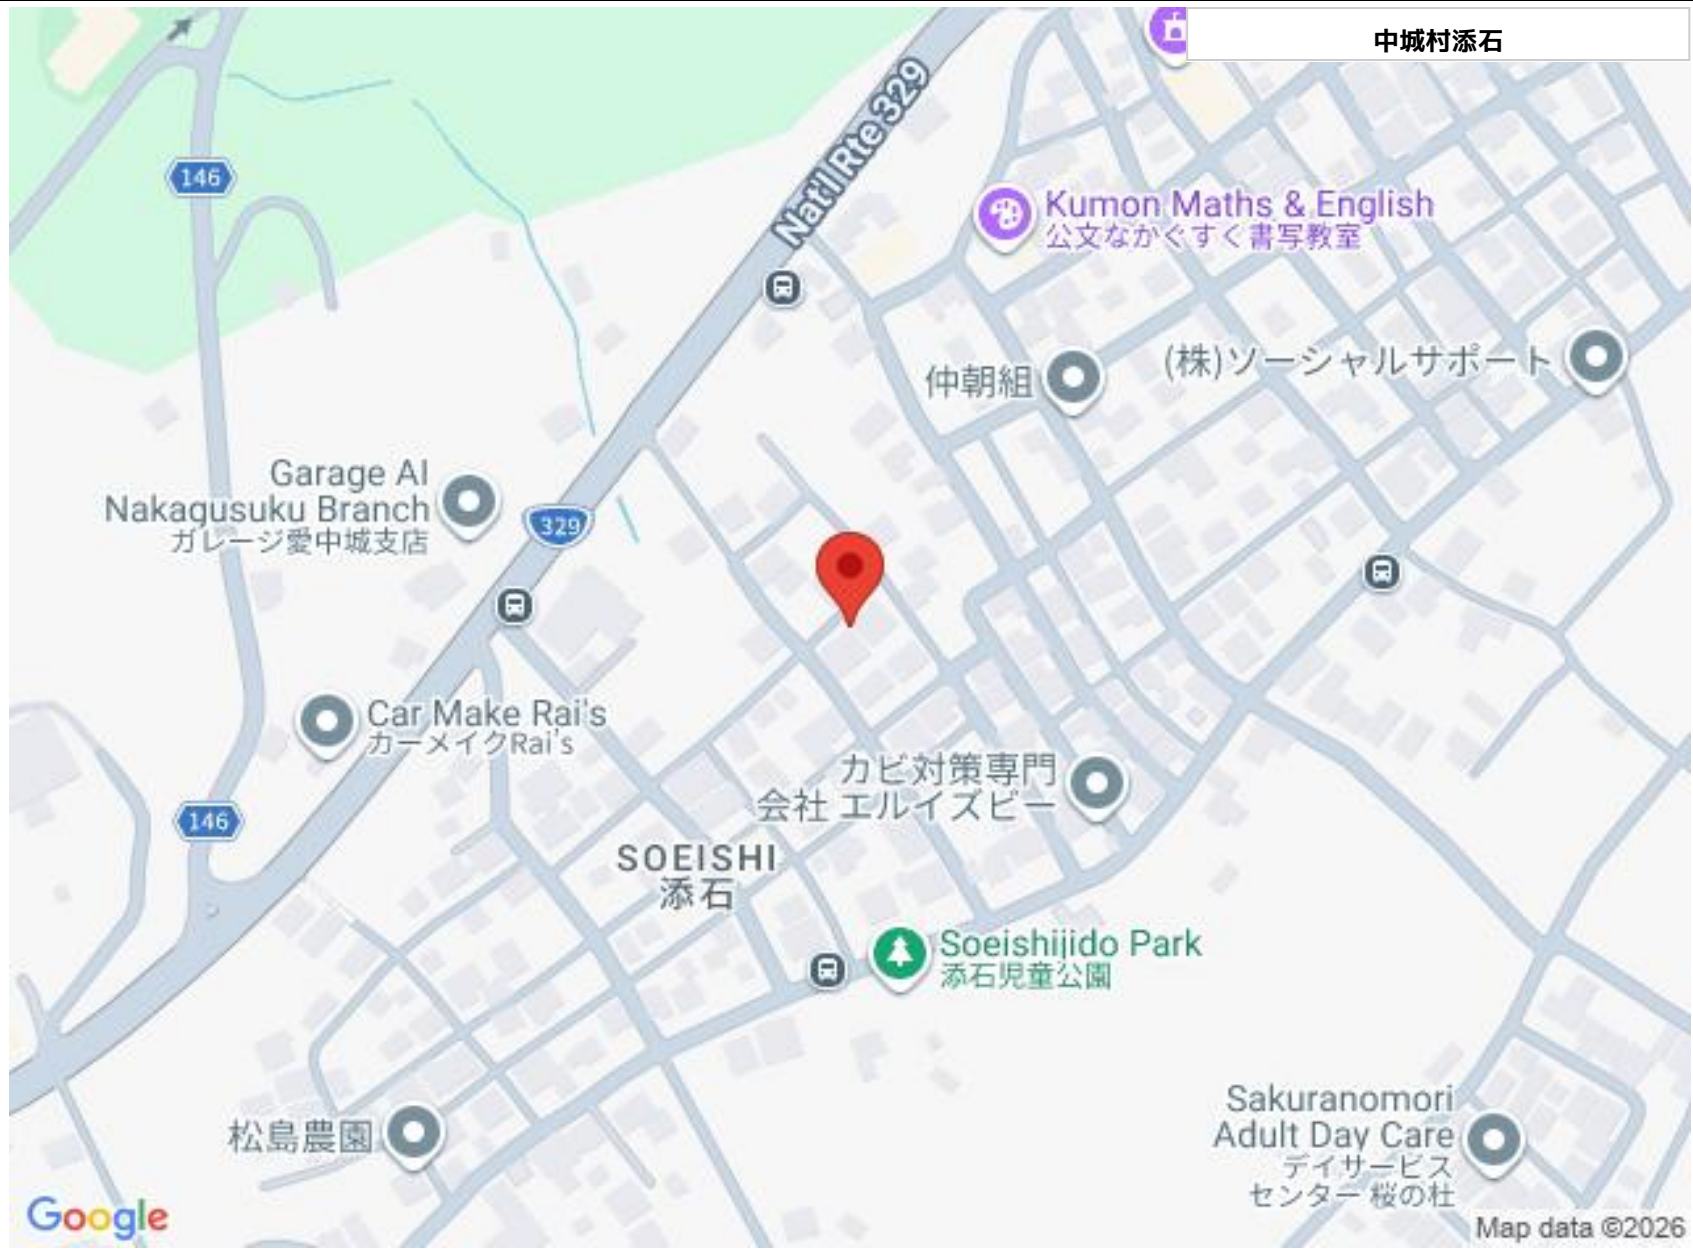 中城村添石
Nat'l Rte 329
146
Kumon Maths & English
公文なかぐすく書写教室
仲朝組
(株)ソーシャルサポート
Garage AI
Nakagusuku Branch
ガレージ愛中城支店
329
Car Make Rai's
カーメイクRai's
カビ対策専門
会社 エルイズビー
146
SOEISHI
添石
Soeishijido Park
添石児童公園
松島農園
Sakuranomori
Adult Day Care
デイサービス
センター 桜の杜
Google
Map data ©2026